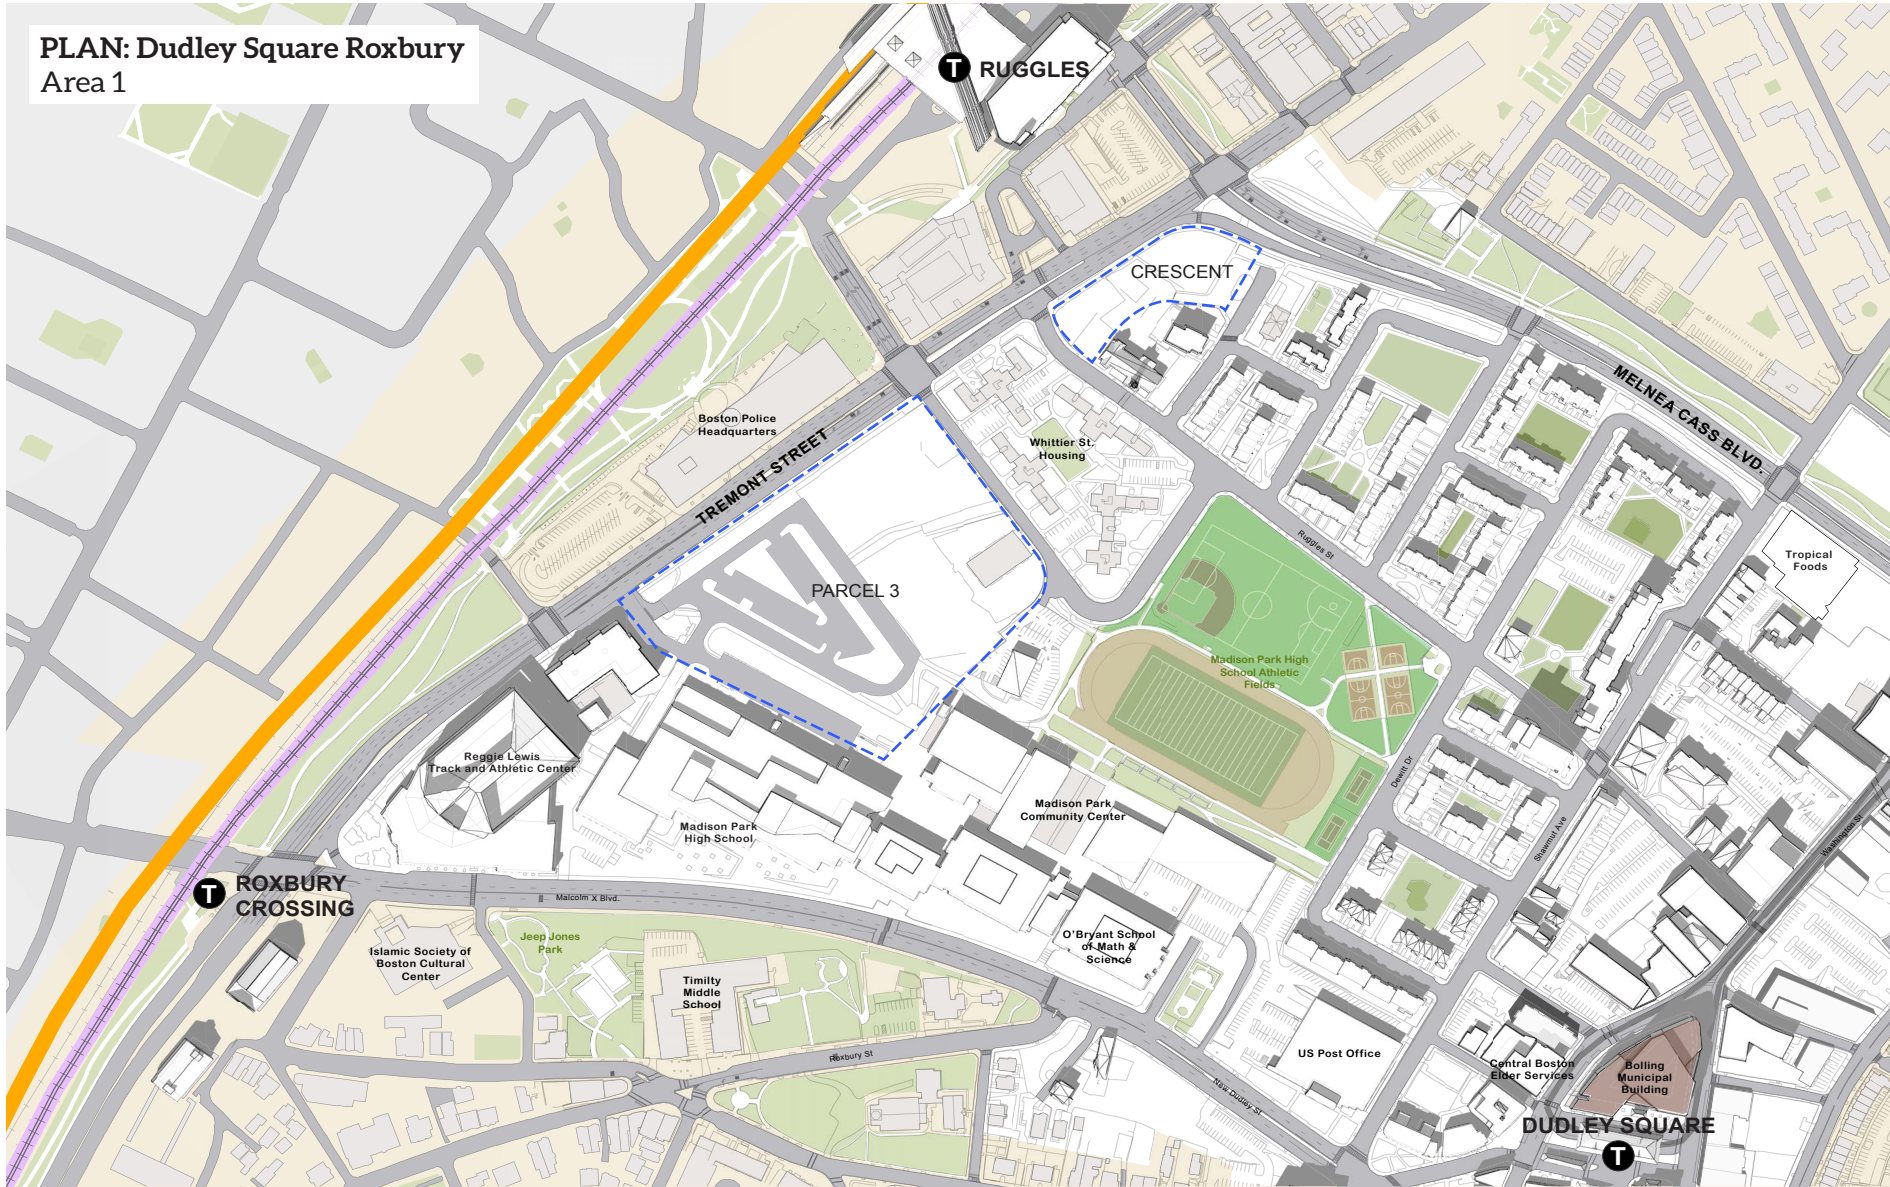 PLAN: Dudley Square Roxbury
Area 1
T RUGGLES
CRESCENT
MELNEA CASS BLVD.
Boston Police
Headquarters
TREMONT STREET
Whittier St.
Housing
Ruggles St
Tropical
Foods
PARCEL 3
Madison Park High
School Athletic
Fields
Reggie Lewis
Track and Athletic Center
Dewitt Dr
Madison Park
Community Center
Madison Park
High School
Shawmut Ave
Washington St
T ROXBURY
CROSSING
Malcolm X Blvd.
Jeep Jones
Park
Islamic Society of
Boston Cultural
Center
O'Bryant School
of Math &
Science
Timilty
Middle
School
Roxbury St
US Post Office
New Dudley St
Central Boston
Elder Services
Bolling
Municipal
Building
DUDLEY SQUARE
T